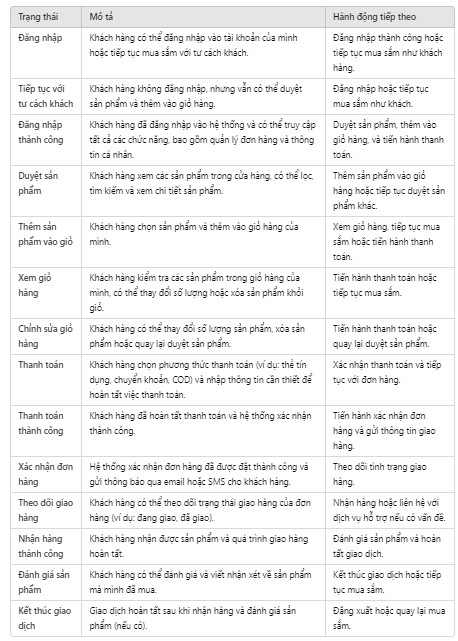 Trạng thái Mô tả Hành động tiếp theo
Đăng nhập Khách hàng có thể đăng nhập vào tài khoản của mình Đăng nhập thành công hoặc
hoặc tiếp tục mua sắm với tư cách khách. tiếp tục mua sắm như khách
hàng.
Tiếp tục với Khách hàng không đăng nhập, nhưng vẫn có thể duyệt Đăng nhập hoặc tiếp tục
tư cách khách sản phẩm và thêm vào giỏ hàng. mua sắm như khách.
Đăng nhập Khách hàng đã đăng nhập vào hệ thống và có thể truy cập Duyệt sản phẩm, thêm vào
thành công tất cả các chức năng, bao gồm quản lý đơn hàng và thông giỏ hàng, và tiến hành thanh
tin cá nhân. toán.
Duyệt sản Khách hàng xem các sản phẩm trong cửa hàng, có thể lọc, Thêm sản phẩm vào giỏ
phẩm tìm kiếm và xem chi tiết sản phẩm. hàng hoặc tiếp tục duyệt sản
phẩm khác.
Thêm sản Khách hàng chọn sản phẩm và thêm vào giỏ hàng của Xem giỏ hàng, tiếp tục mua
phẩm vào giỏ mình. sắm hoặc tiến hành thanh
toán.
Xem giỏ Khách hàng kiểm tra các sản phẩm trong giỏ hàng của Tiến hành thanh toán hoặc
hàng mình, có thể thay đổi số lượng hoặc xóa sản phẩm khỏi tiếp tục mua sắm.
giỏ.
Chỉnh sửa giỏ Khách hàng có thể thay đổi số lượng sản phẩm, xóa sản Tiến hành thanh toán hoặc
hàng phẩm hoặc quay lại duyệt sản phẩm. quay lại duyệt sản phẩm.
Thanh toán Khách hàng chọn phương thức thanh toán (ví dụ: thẻ tín Xác nhận thanh toán và tiếp
dụng, chuyển khoản, COD) và nhập thông tin cần thiết để tục với đơn hàng.
hoàn tất việc thanh toán.
Thanh toán Khách hàng đã hoàn tất thanh toán và hệ thống xác nhận Tiến hành xác nhận đơn
thành công thành công. hàng và gửi thông tin giao
hàng.
Xác nhận đơn Hệ thống xác nhận đơn hàng đã được đặt thành công và Theo dõi tình trạng giao
hàng gửi thông báo qua email hoặc SMS cho khách hàng. hàng.
Theo dõi giao Khách hàng có thể theo dõi trạng thái giao hàng của đơn Nhận hàng hoặc liên hệ với
hàng hàng (ví dụ: đang giao, đã giao). dịch vụ hỗ trợ nếu có vấn đề.
Nhận hàng Khách hàng nhận được sản phẩm và quá trình giao hàng Đánh giá sản phẩm và hoàn
thành công hoàn tất. tất giao dịch.
Đánh giá sản Khách hàng có thể đánh giá và viết nhận xét về sản phẩm Kết thúc giao dịch hoặc tiếp
phẩm mà mình đã mua. tục mua sắm.
Kết thúc giao Giao dịch hoàn tất sau khi nhận hàng và đánh giá sản Đăng xuất hoặc quay lại mua
dịch phẩm (nếu có). sắm.